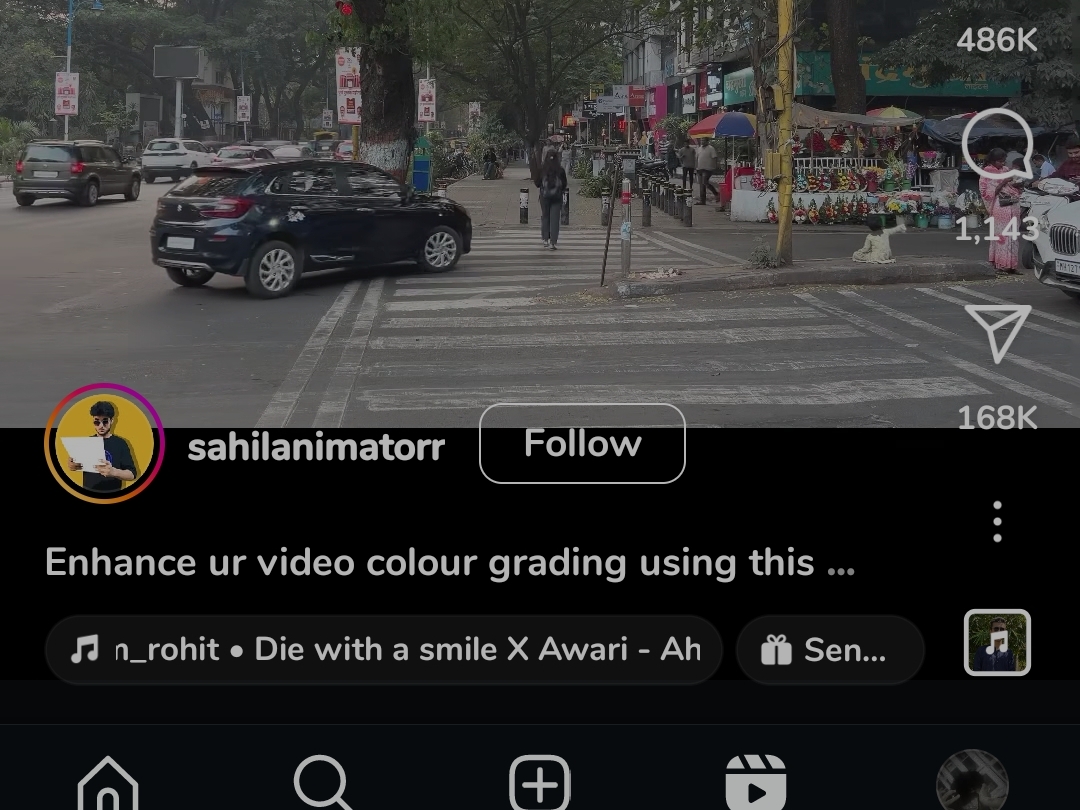 486K
1,143
168K
sahilanimatorr
Follow
Enhance ur video colour grading using this ...
n_rohit • Die with a smile X Awari - Ah
Sen...